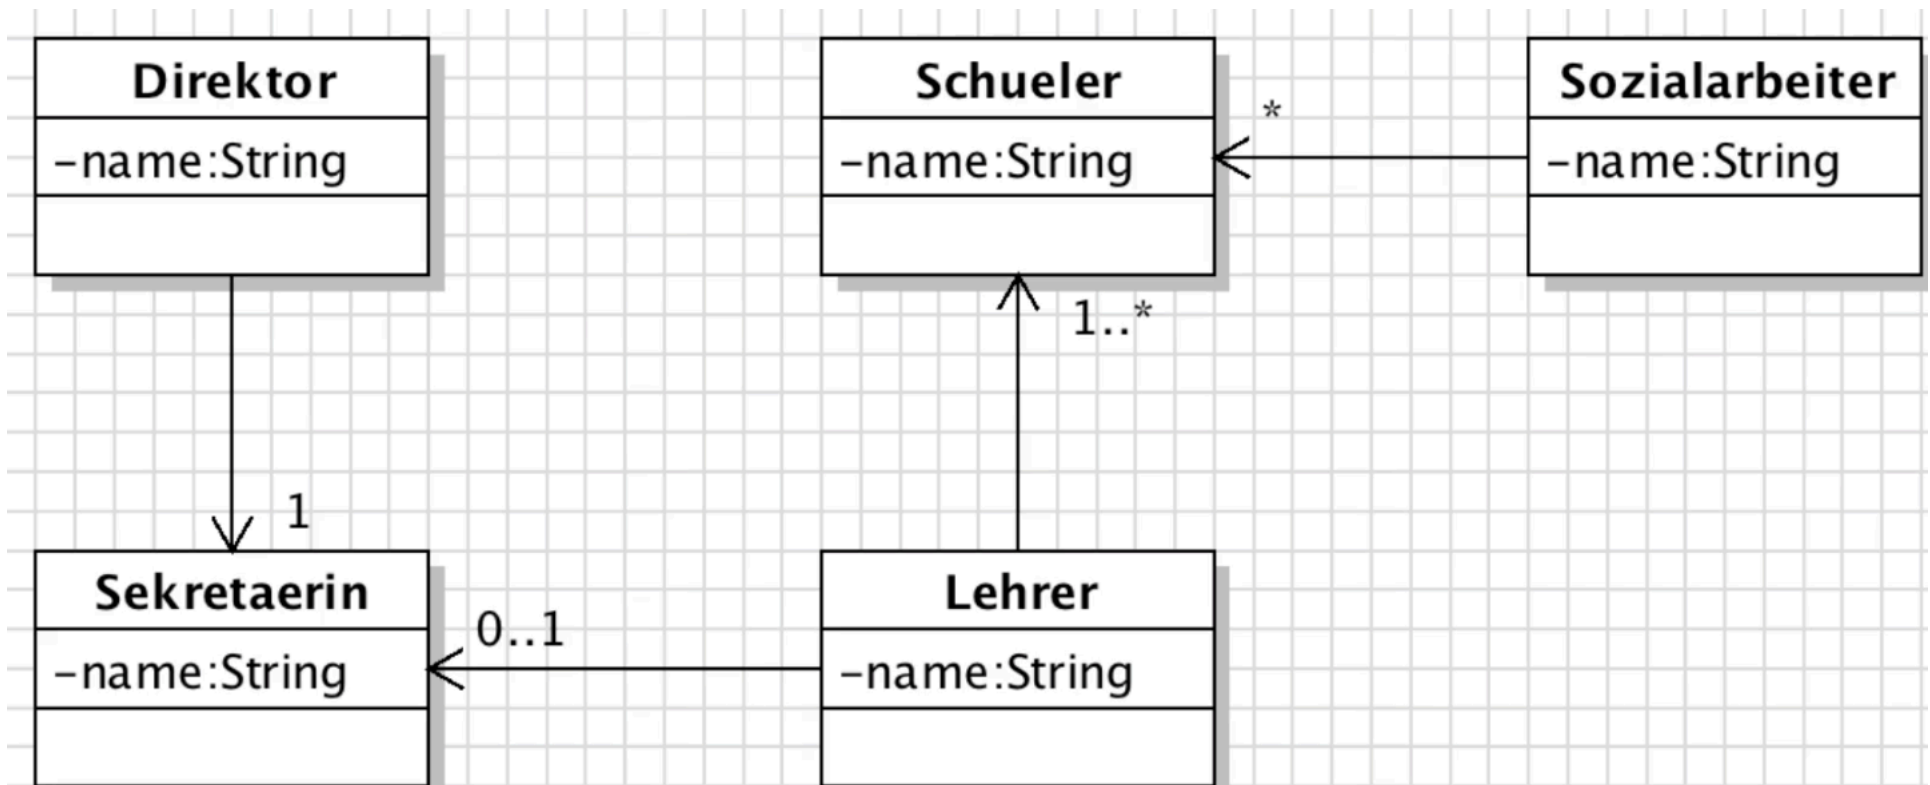 Direktor
-name:String
Schueler
-name:String
*
Sozialarbeiter
-name:String
1..*
1
Sekretaerin
-name:String
0..1
Lehrer
-name:String